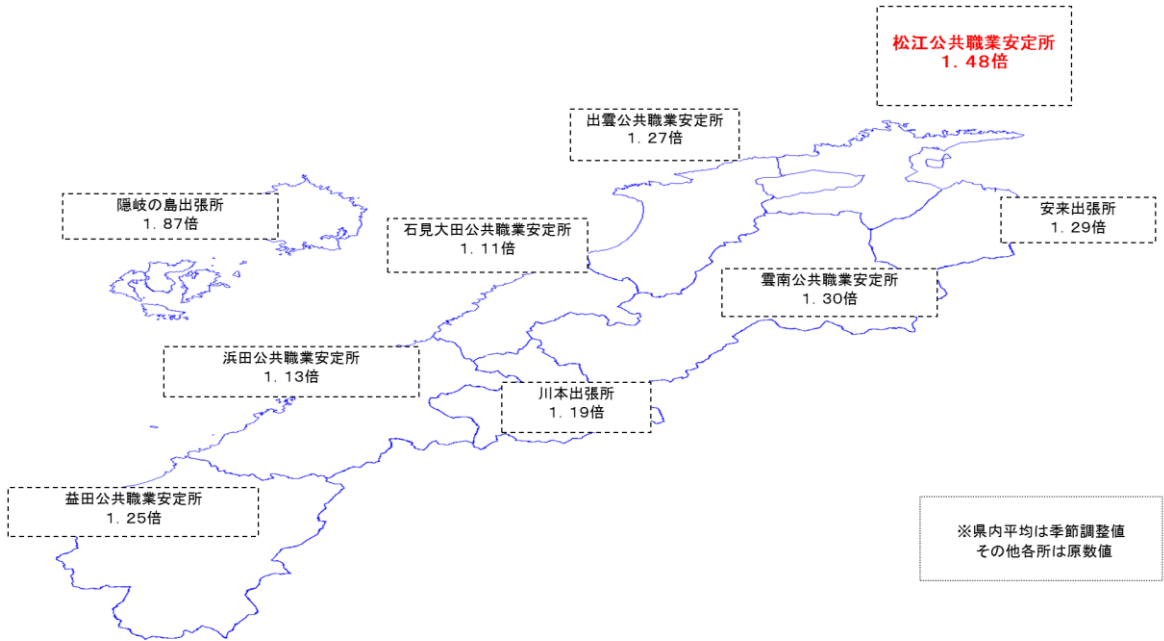 松江公共職業安定所
1.48倍
出雲公共職業安定所
1.27倍
隠岐の島出張所
1.87倍
石見大田公共職業安定所
1.11倍
安来出張所
1.29倍
雲南公共職業安定所
1.30倍
浜田公共職業安定所
1.13倍
川本出張所
1.19倍
益田公共職業安定所
1.25倍
※県内平均は季節調整値
その他各所は原数値